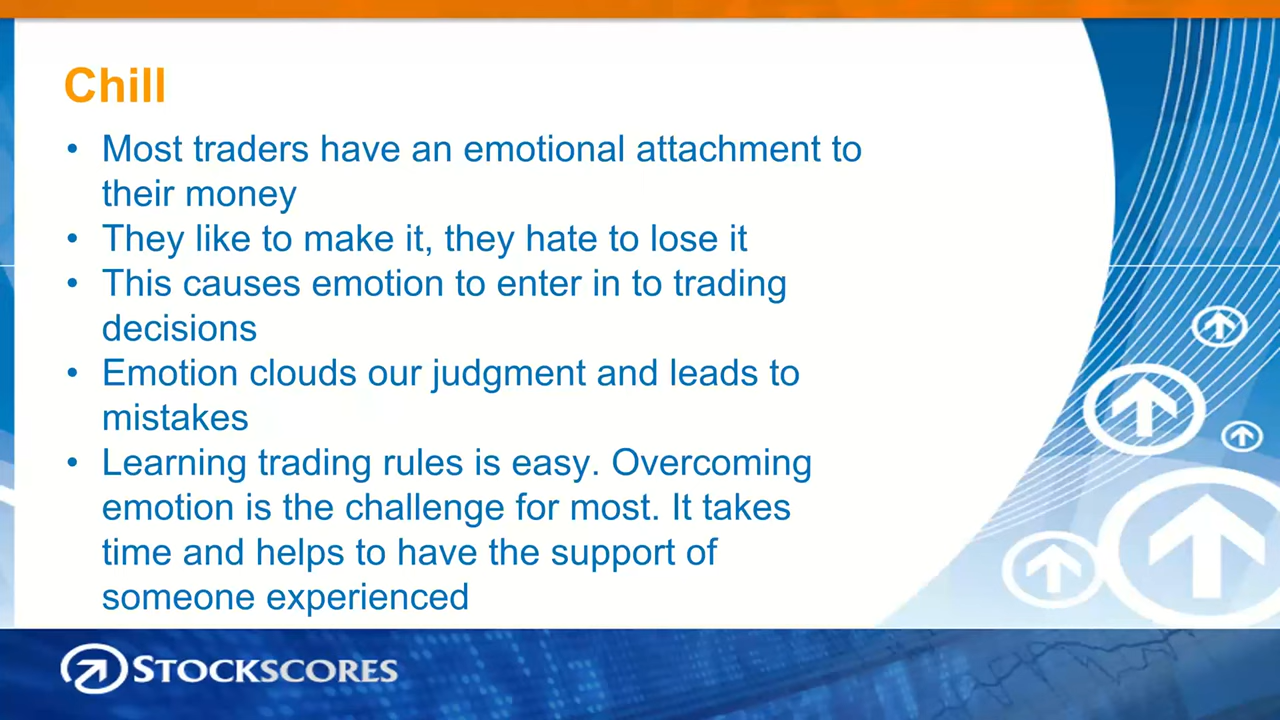 Chill
• Most traders have an emotional attachment to
their money
• They like to make it, they hate to lose it
• This causes emotion to enter in to trading
decisions
• Emotion clouds our judgment and leads to
mistakes
• Learning trading rules is easy. Overcoming
emotion is the challenge for most. It takes
time and helps to have the support of
someone experienced
STOCKSCORES